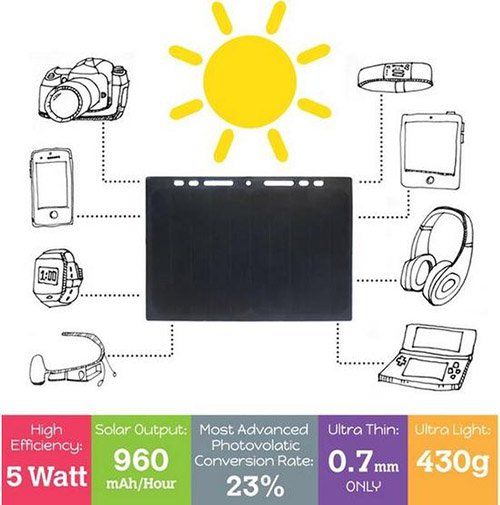 1:00
High
Efficiency:
5 Watt
Solar Output:
960
mAh/Hour
Most Advanced
Photovolatic
Conversion Rate:
23%
Ultra Thin:
0.7mm
ONLY
Ultra Light:
430g